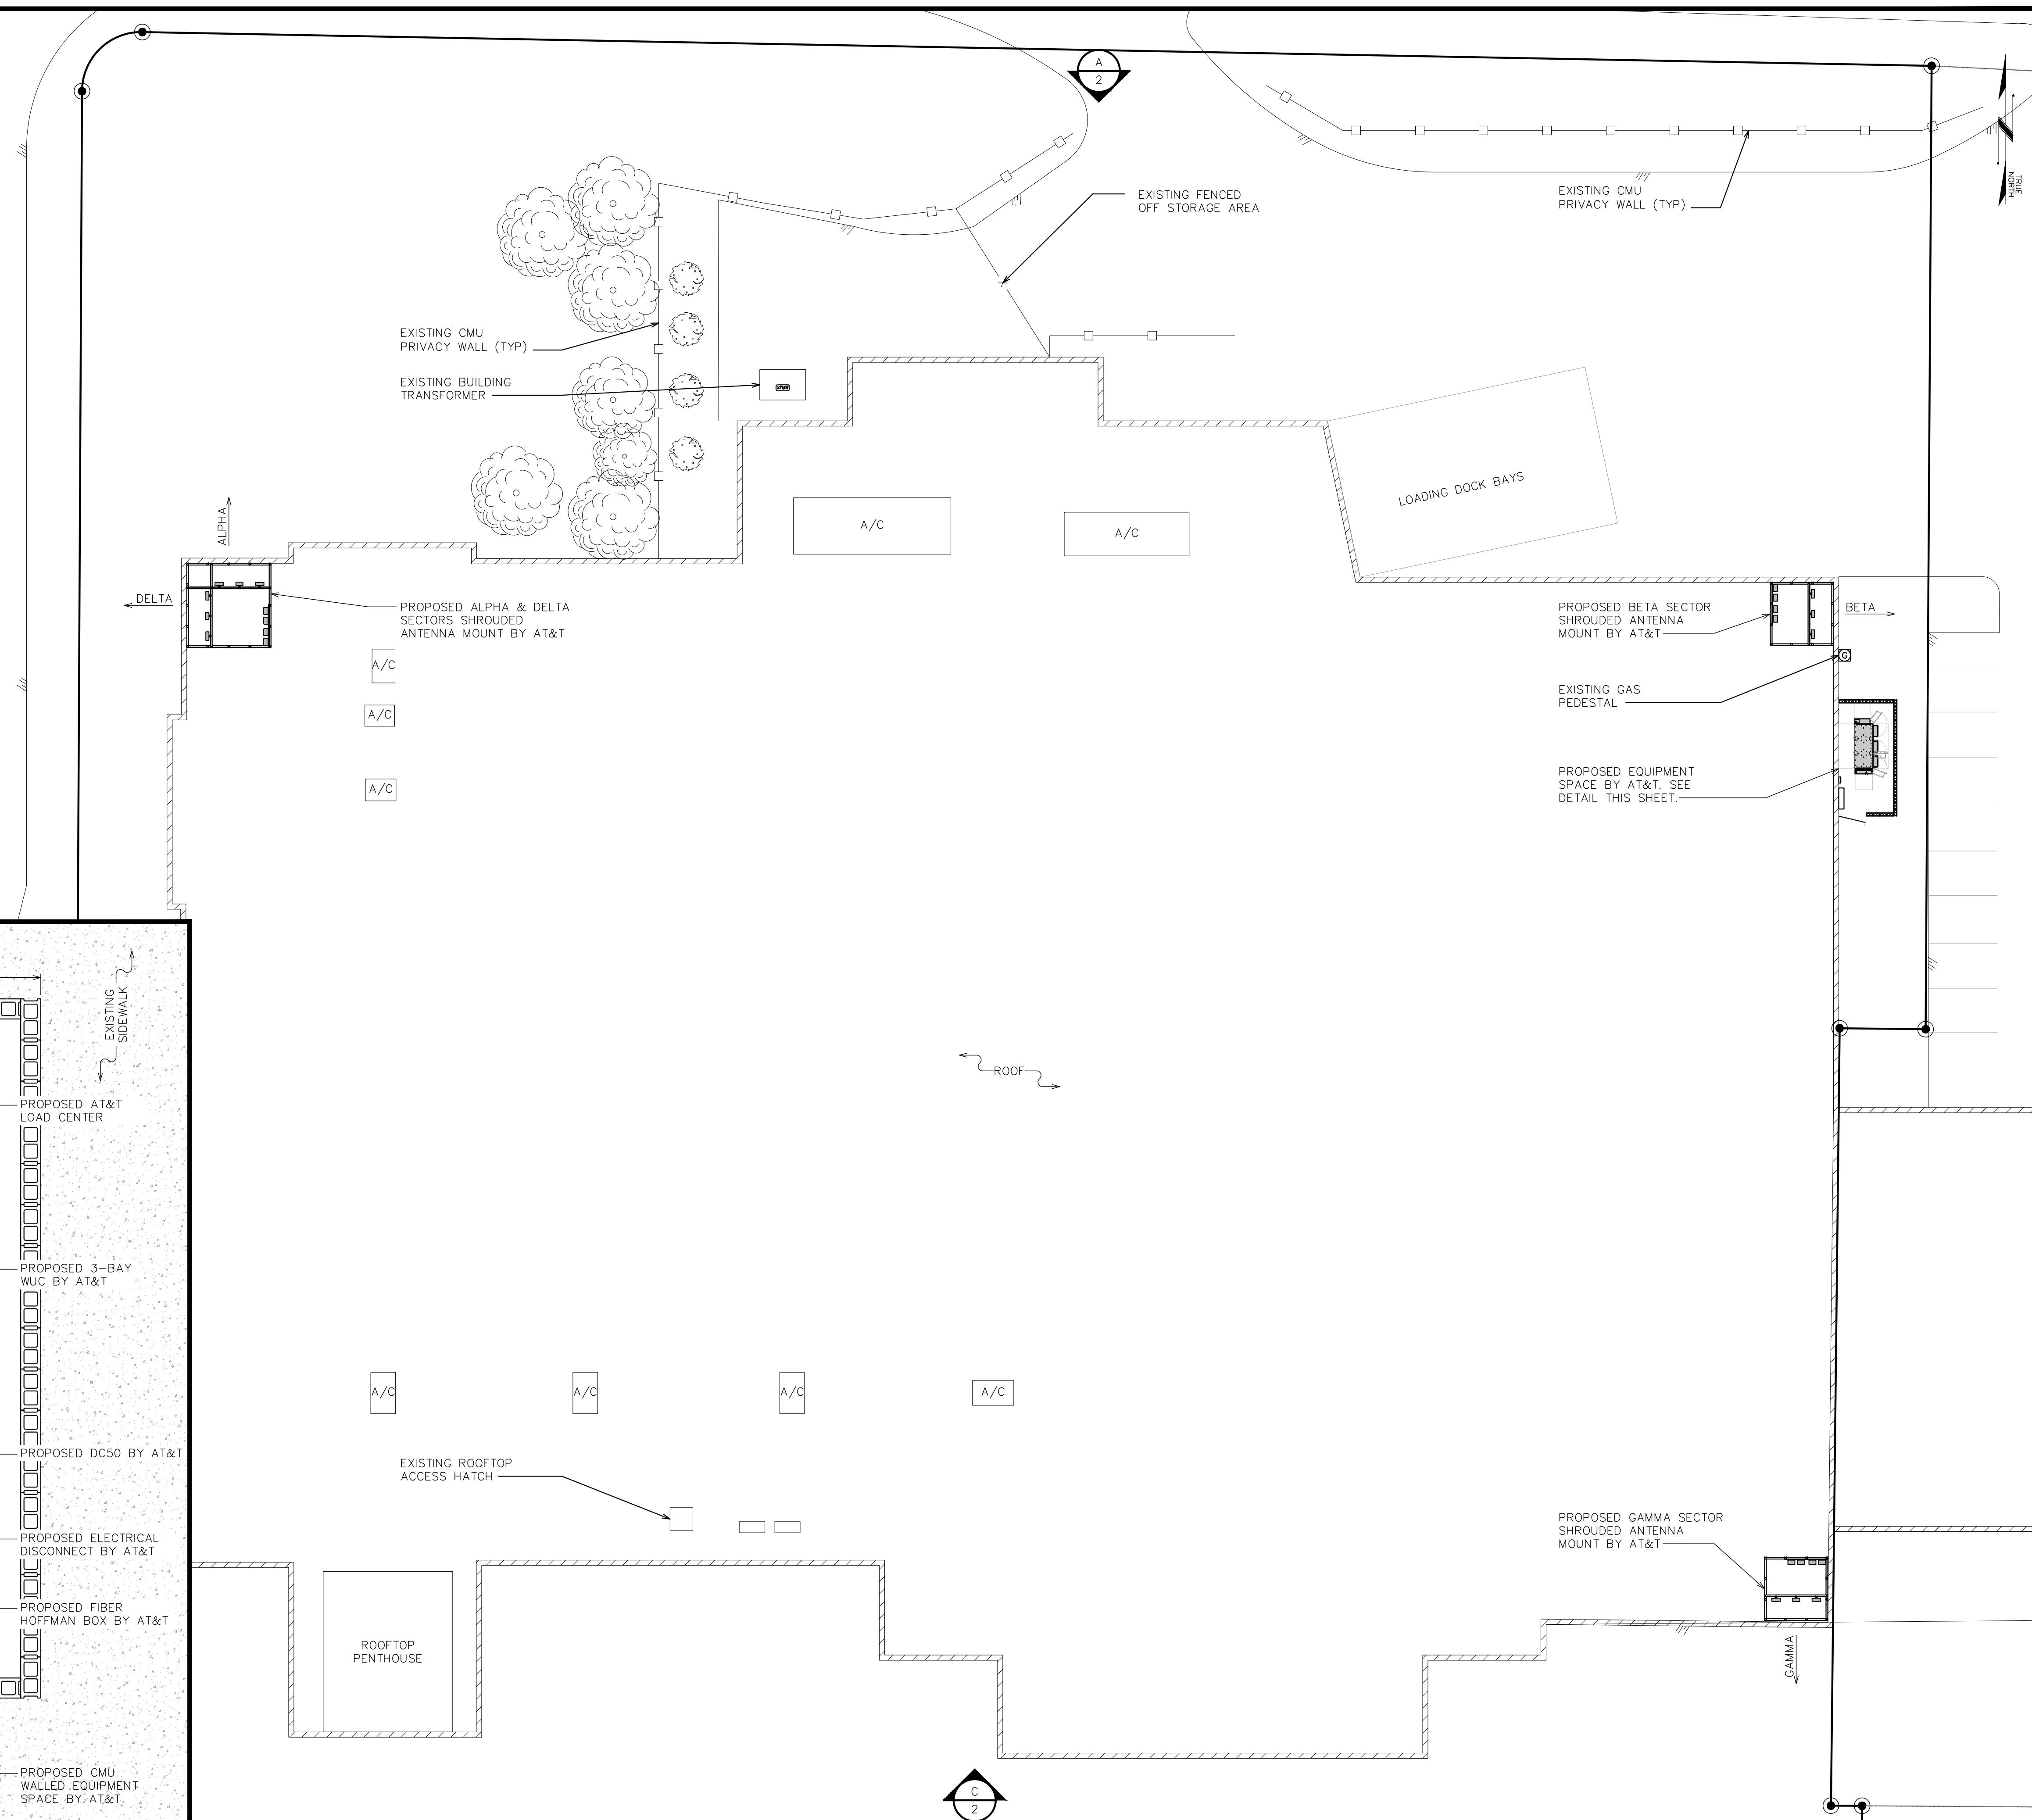 A
2
TRUE
NORTH
EXISTING FENCED
OFF STORAGE AREA
EXISTING CMU
PRIVACY WALL (TYP)
EXISTING CMU
PRIVACY WALL (TYP)
EXISTING BUILDING
TRANSFORMER
XFMR
LOADING DOCK BAYS
A/C
A/C
ALPHA
DELTA
PROPOSED ALPHA & DELTA
SECTORS SHROUDED
ANTENNA MOUNT BY AT&T
PROPOSED BETA SECTOR
SHROUDED ANTENNA
MOUNT BY AT&T
BETA
G
EXISTING GAS
PEDESTAL
A/C
A/C
A/C
PROPOSED EQUIPMENT
SPACE BY AT&T. SEE
DETAIL THIS SHEET.
EXISTING
SIDEWALK
ROOF
PROPOSED AT&T
LOAD CENTER
PROPOSED 3-BAY
WUC BY AT&T
A/C
A/C
A/C
A/C
PROPOSED DC50 BY AT&T
EXISTING ROOFTOP
ACCESS HATCH
PROPOSED ELECTRICAL
DISCONNECT BY AT&T
PROPOSED GAMMA SECTOR
SHROUDED ANTENNA
MOUNT BY AT&T
PROPOSED FIBER
HOFFMAN BOX BY AT&T
ROOFTOP
PENTHOUSE
GAMMA
PROPOSED CMU
WALLED EQUIPMENT
SPACE BY AT&T.
C
2